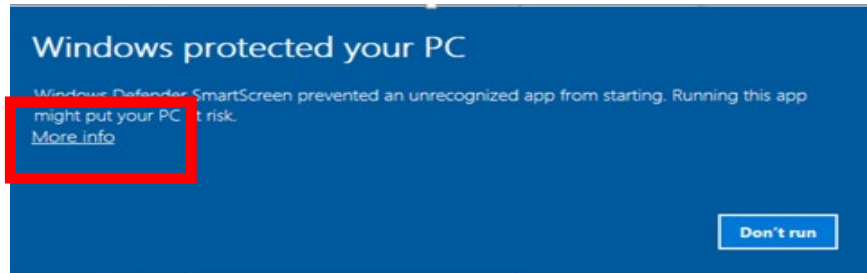 Windows protected your PC
Windows Defender SmartScreen prevented an unrecognized app from starting. Running this app
might put your PC at risk.
More info
Don't run